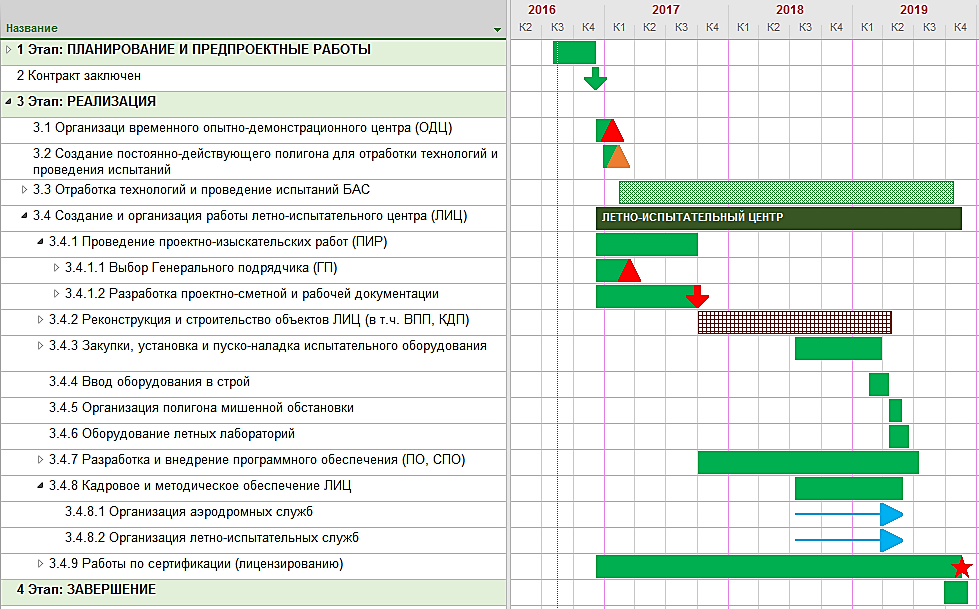 2016 2017 2018 2019
Название К2 К3 К4 К1 К2 К3 К4 К1 К2 К3 К4 К1 К2 К3 К4
1 Этап: ПЛАНИРОВАНИЕ И ПРЕДПРОЕКТНЫЕ РАБОТЫ
2 Контракт заключен
3 Этап: РЕАЛИЗАЦИЯ
3.1 Организаци временного опытно-демонстрационного центра (ОДЦ)
3.2 Создание постоянно-действующего полигона для отработки технологий и
проведения испытаний
3.3 Отработка технологий и проведение испытаний БАС
3.4 Создание и организация работы летно-испытательного центра (ЛИЦ) ЛЕТНО-ИСПЫТАТЕЛЬНЫЙ ЦЕНТР
3.4.1 Проведение проектно-изыскательских работ (ПИР)
3.4.1.1 Выбор Генерального подрядчика (ГП)
3.4.1.2 Разработка проектно-сметной и рабочей документации
3.4.2 Реконструкция и строительство объектов ЛИЦ (в т.ч. ВПП, КДП)
3.4.3 Закупки, установка и пуско-наладка испытательного оборудования
3.4.4 Ввод оборудования в строй
3.4.5 Организация полигона мишенной обстановки
3.4.6 Оборудование летных лабораторий
3.4.7 Разработка и внедрение программного обеспечения (ПО, СПО)
3.4.8 Кадровое и методическое обеспечение ЛИЦ
3.4.8.1 Организация аэродромных служб
3.4.8.2 Организация летно-испытательных служб
3.4.9 Работы по сертификации (лицензированию)
4 Этап: ЗАВЕРШЕНИЕ